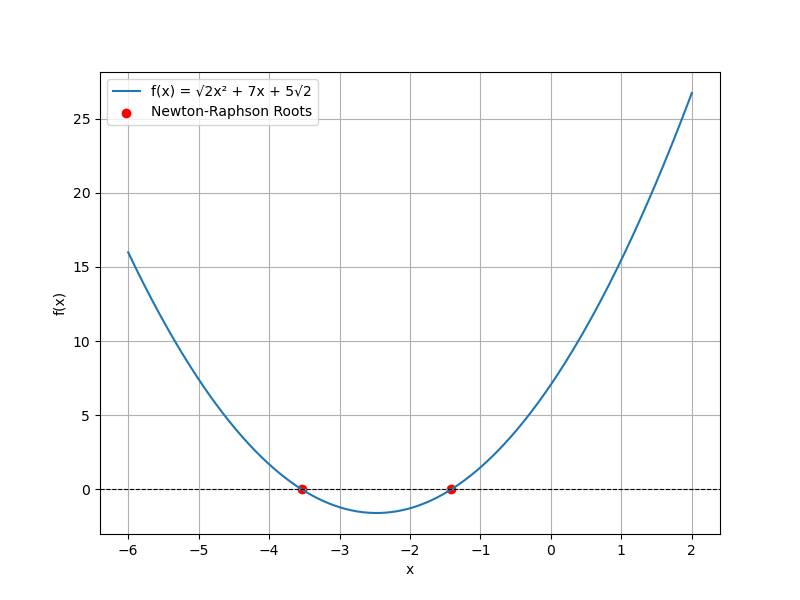 f(x) = √2x² + 7x + 5√2
Newton-Raphson Roots
25
20
15
10
5
0
f(x)
−6 −5 −4 −3 −2 −1 0 1 2
x